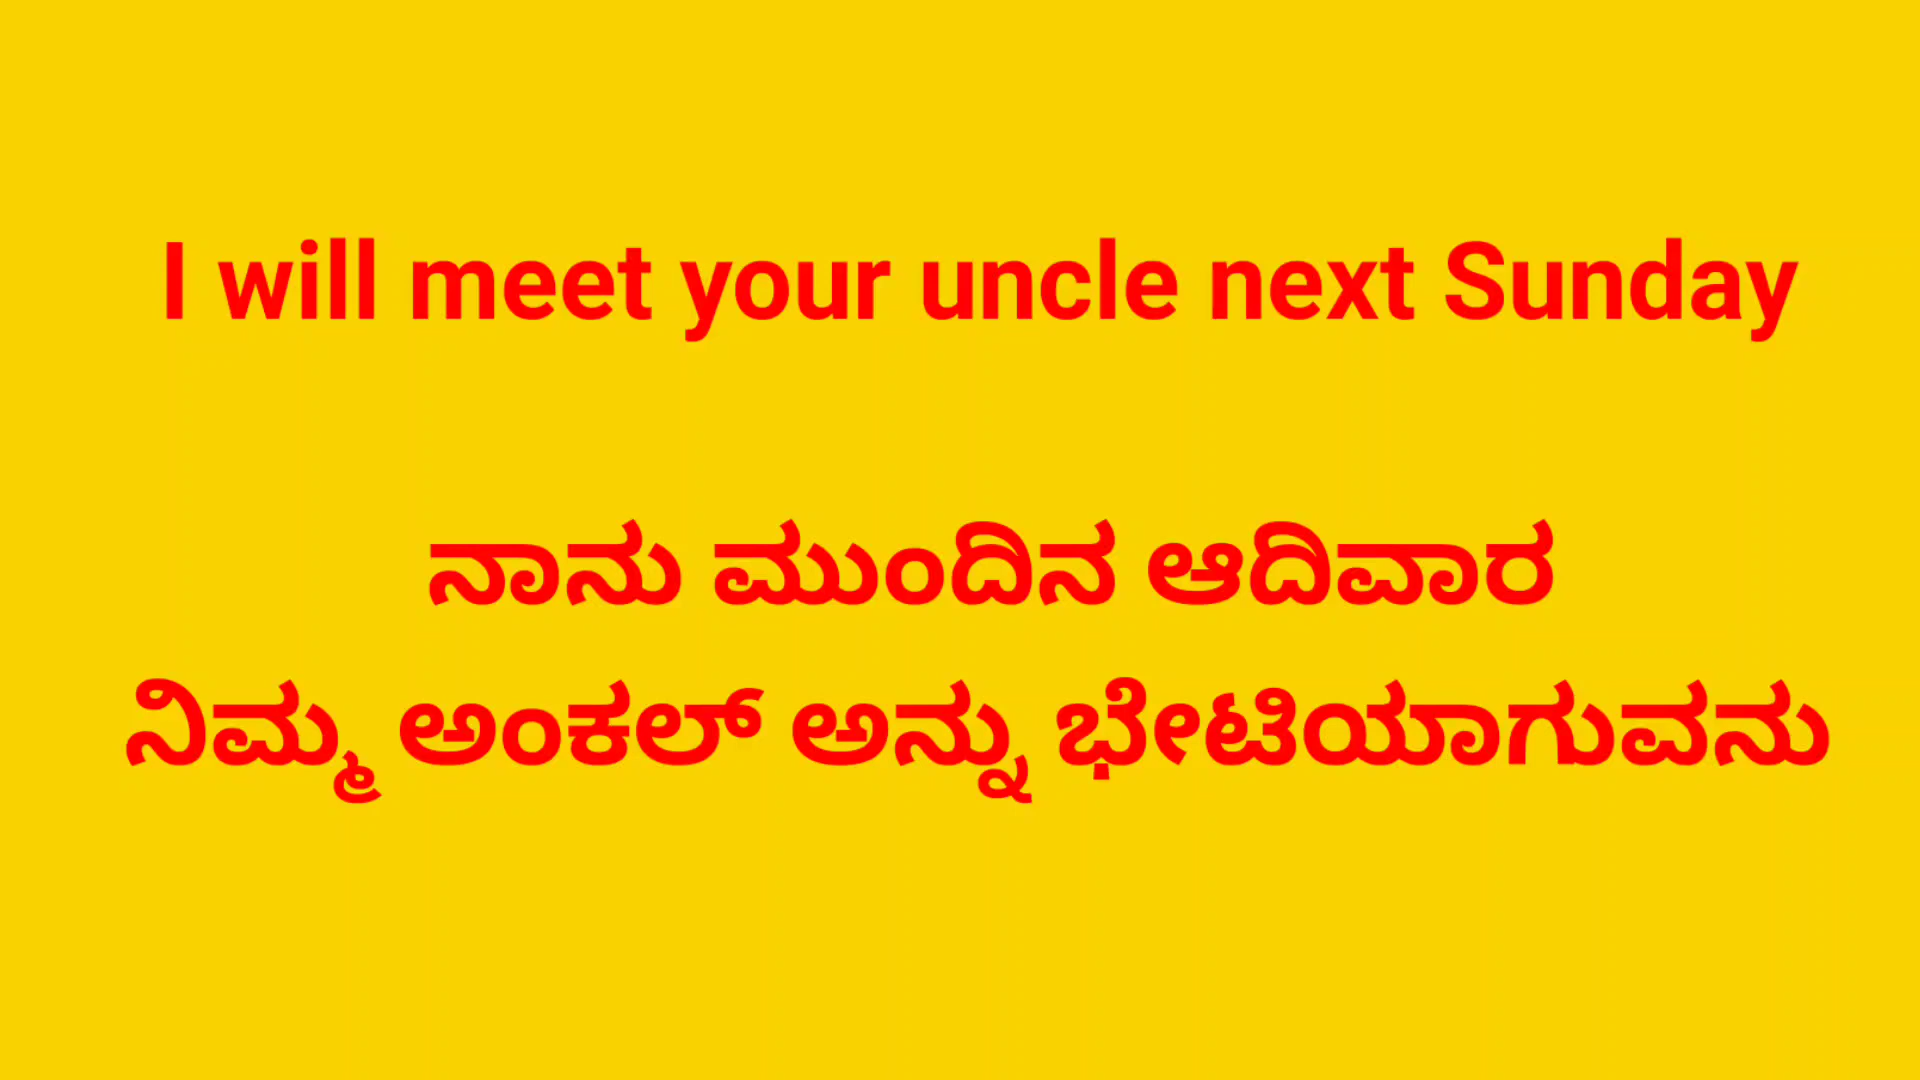 I will meet your uncle next Sunday
ನಾನು ಮುಂದಿನ ಆದಿವಾರ
ನಿಮ್ಮ ಅಂಕಲ್ ಅನ್ನು ಭೇಟಿಯಾಗುವನು